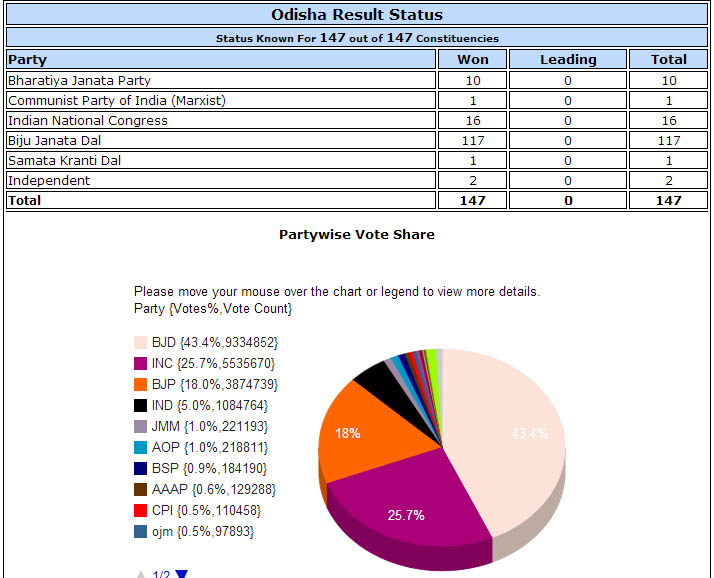 Odisha Result Status
Status Known For 147 out of 147 Constituencies
Party Won Leading Total
Bharatiya Janata Party 10 0 10
Communist Party of India (Marxist) 1 0 1
Indian National Congress 16 0 16
Biju Janata Dal 117 0 117
Samata Kranti Dal 1 0 1
Independent 2 0 2
Total 147 0 147
Partywise Vote Share
Please move your mouse over the chart or legend to view more details.
Party {Votes%,Vote Count}
BJD {43.4%,9334852}
INC {25.7%,5535670}
BJP {18.0%,3874739}
IND {5.0%,1084764}
JMM {1.0%,221193}
AOP {1.0%,218811}
BSP {0.9%,184190}
AAAP {0.6%,129288}
CPI {0.5%,110458}
ojm {0.5%,97893}
1/2
18%
43.4%
25.7%